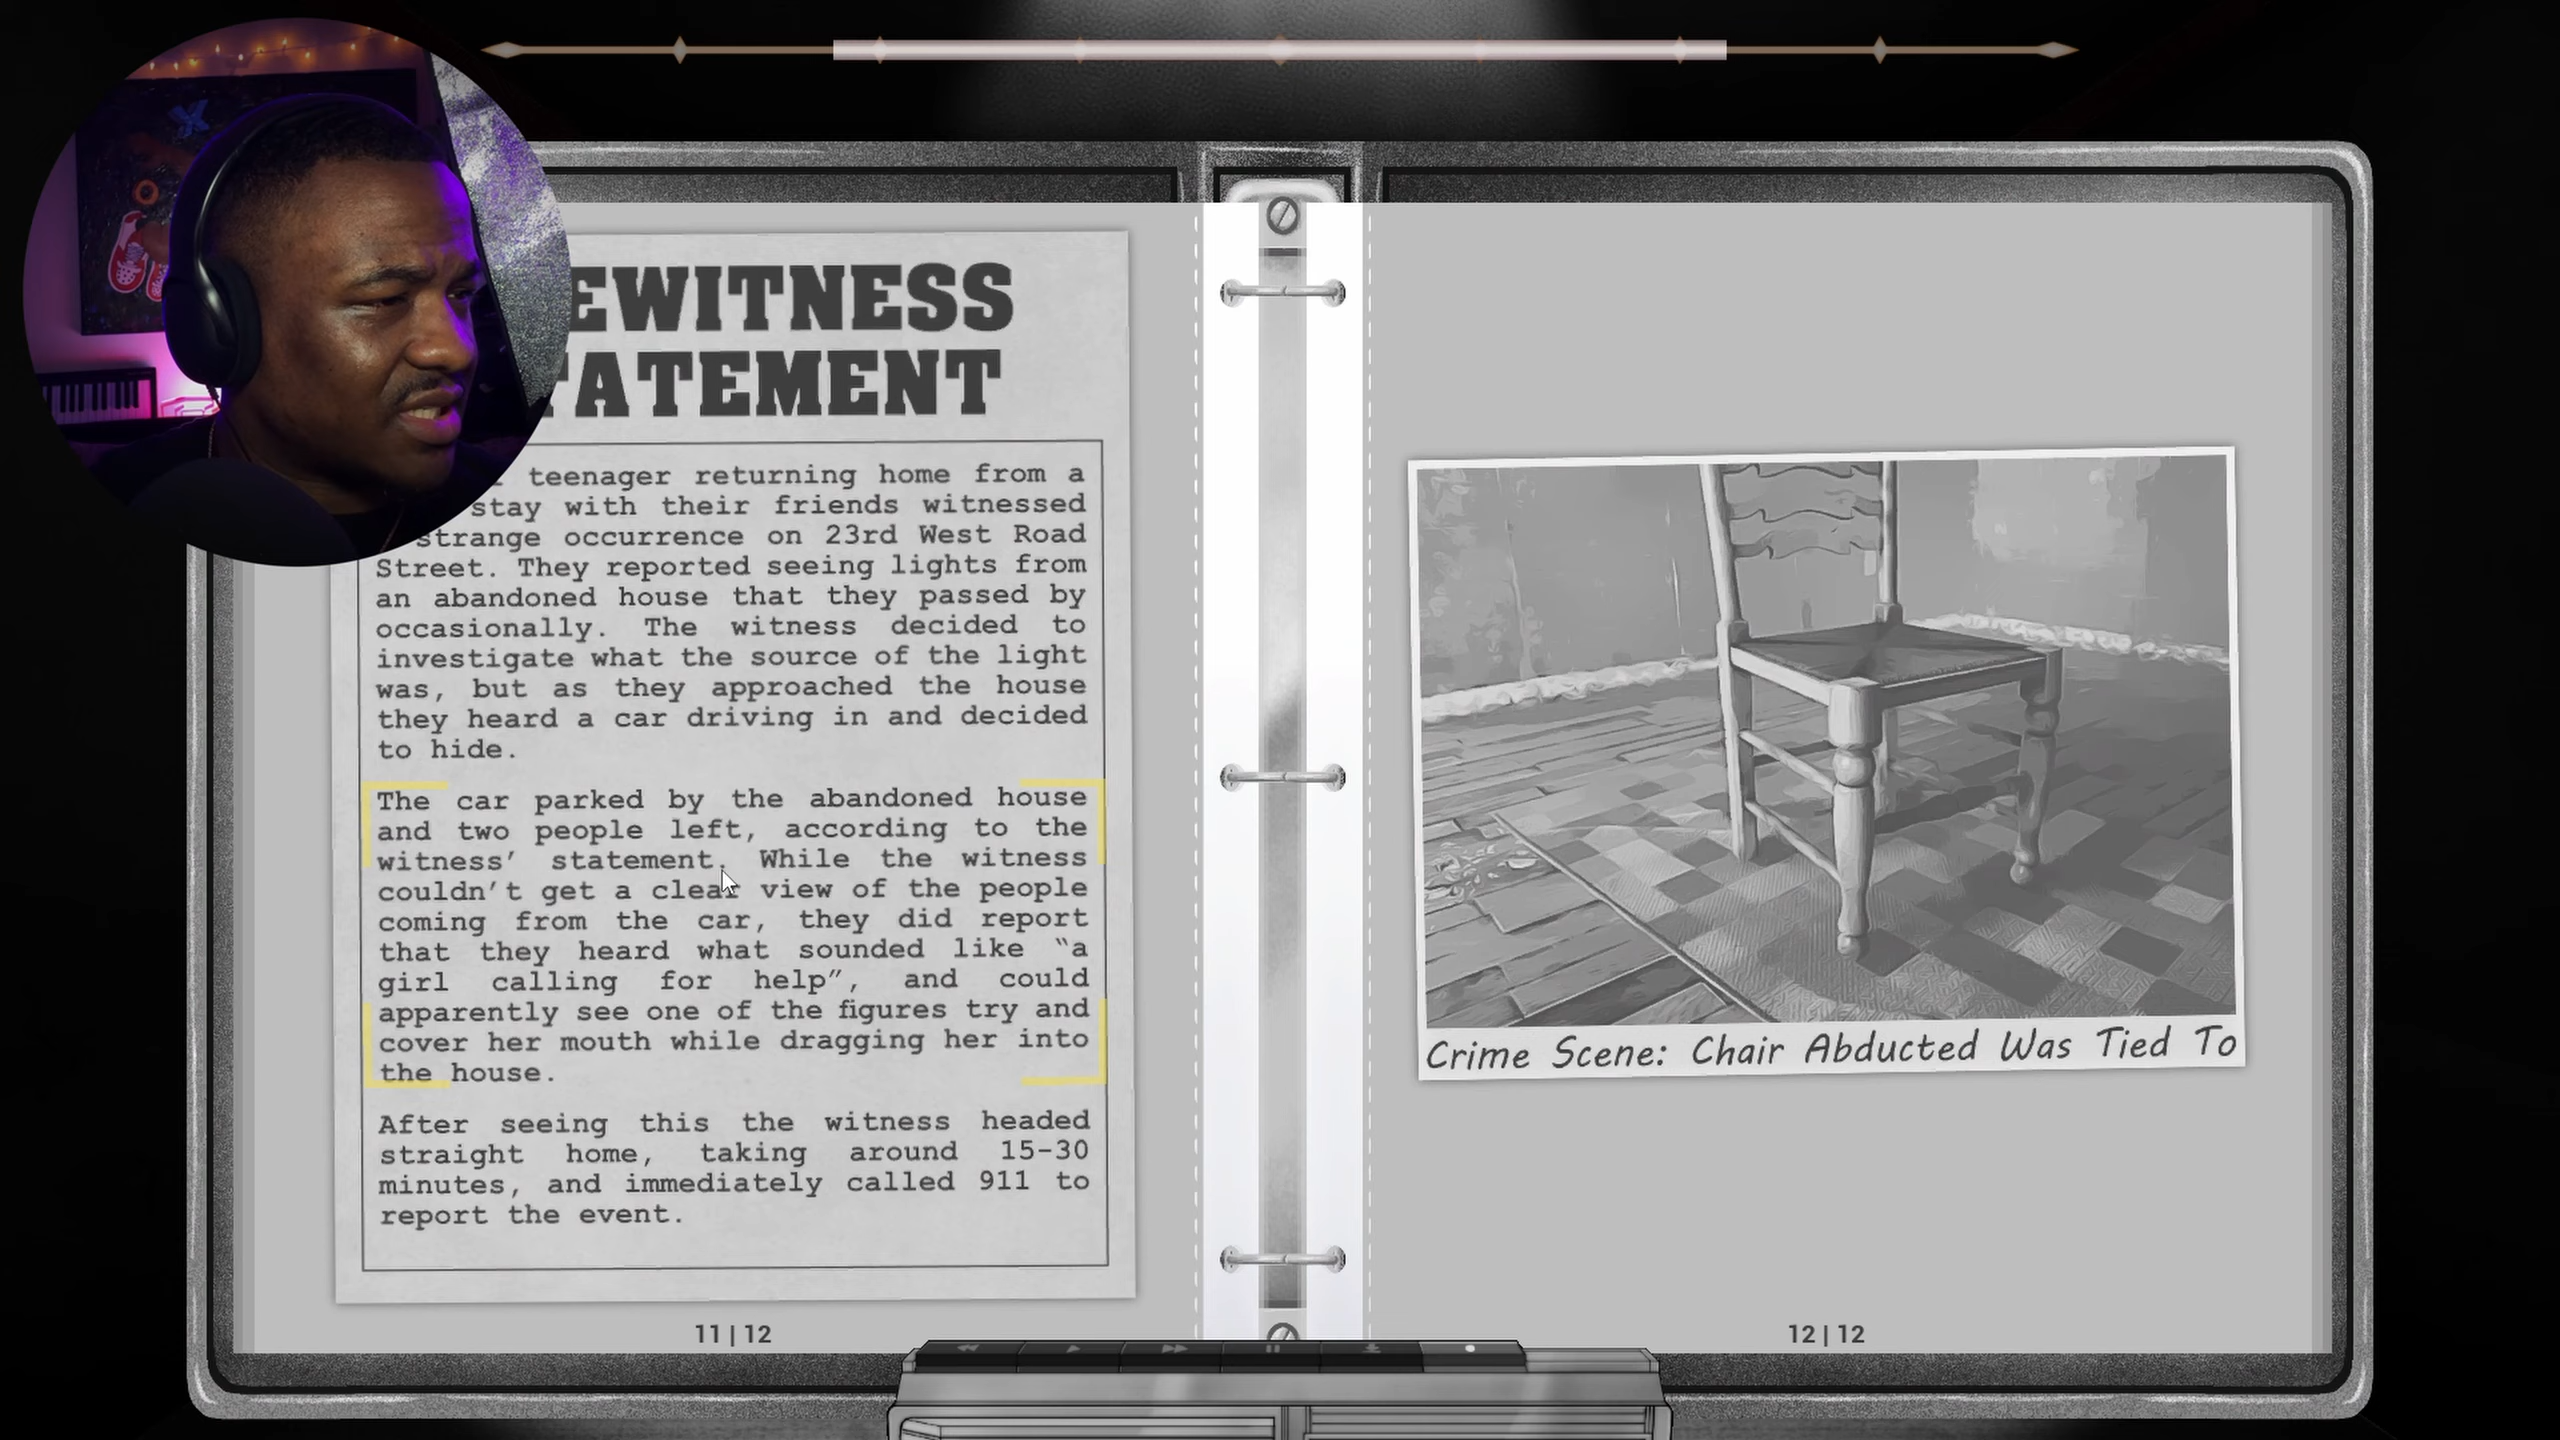 EWITNESS
TATEMENT
teenager returning home from a
stay with their friends witnessed
strange occurrence on 23rd West Road
Street. They reported seeing lights from
an abandoned house that they passed by
occasionally. The witness decided to
investigate what the source of the light
was, but as they approached the house
they heard a car driving in and decided
to hide.
The car parked by the abandoned house
and two people left, according to the
witness’ statement. While the witness
couldn’t get a clear view of the people
coming from the car, they did report
that they heard what sounded like “a
girl calling for help”, and could
apparently see one of the figures try and
cover her mouth while dragging her into
the house.
After seeing this the witness headed
straight home, taking around 15-30
minutes, and immediately called 911 to
report the event.
11 | 12
Crime Scene: Chair Abducted Was Tied To
12 | 12